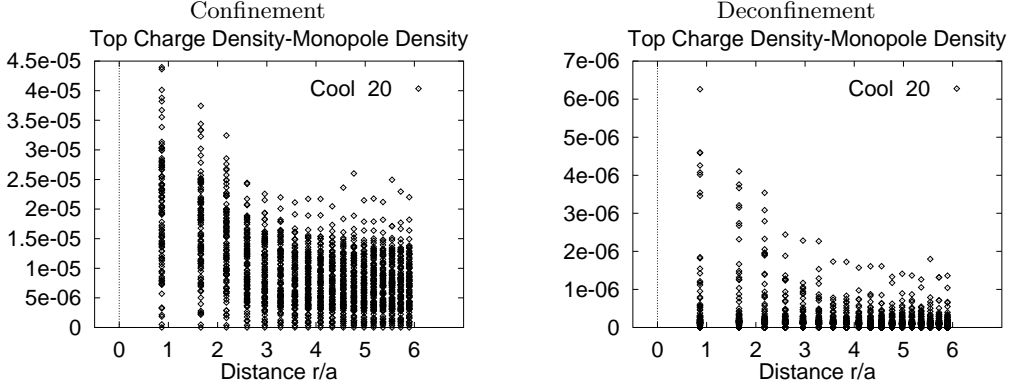 Confinement
Top Charge Density-Monopole Density
4.5e-05
4e-05
3.5e-05
3e-05
2.5e-05
2e-05
1.5e-05
1e-05
5e-06
0
Cool 20
0 1 2 3 4 5 6
Distance r/a
Deconfinement
Top Charge Density-Monopole Density
7e-06
6e-06
5e-06
4e-06
3e-06
2e-06
1e-06
0
Cool 20
0 1 2 3 4 5 6
Distance r/a